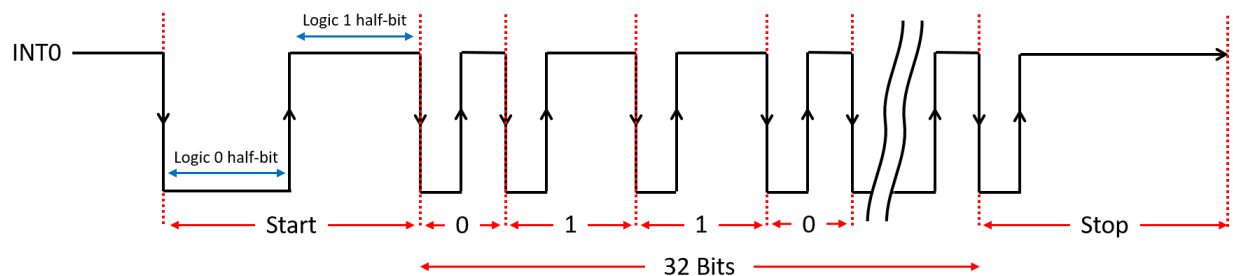 Logic 1 half-bit
INT0
Logic 0 half-bit
Start 0 1 1 0 Stop
32 Bits